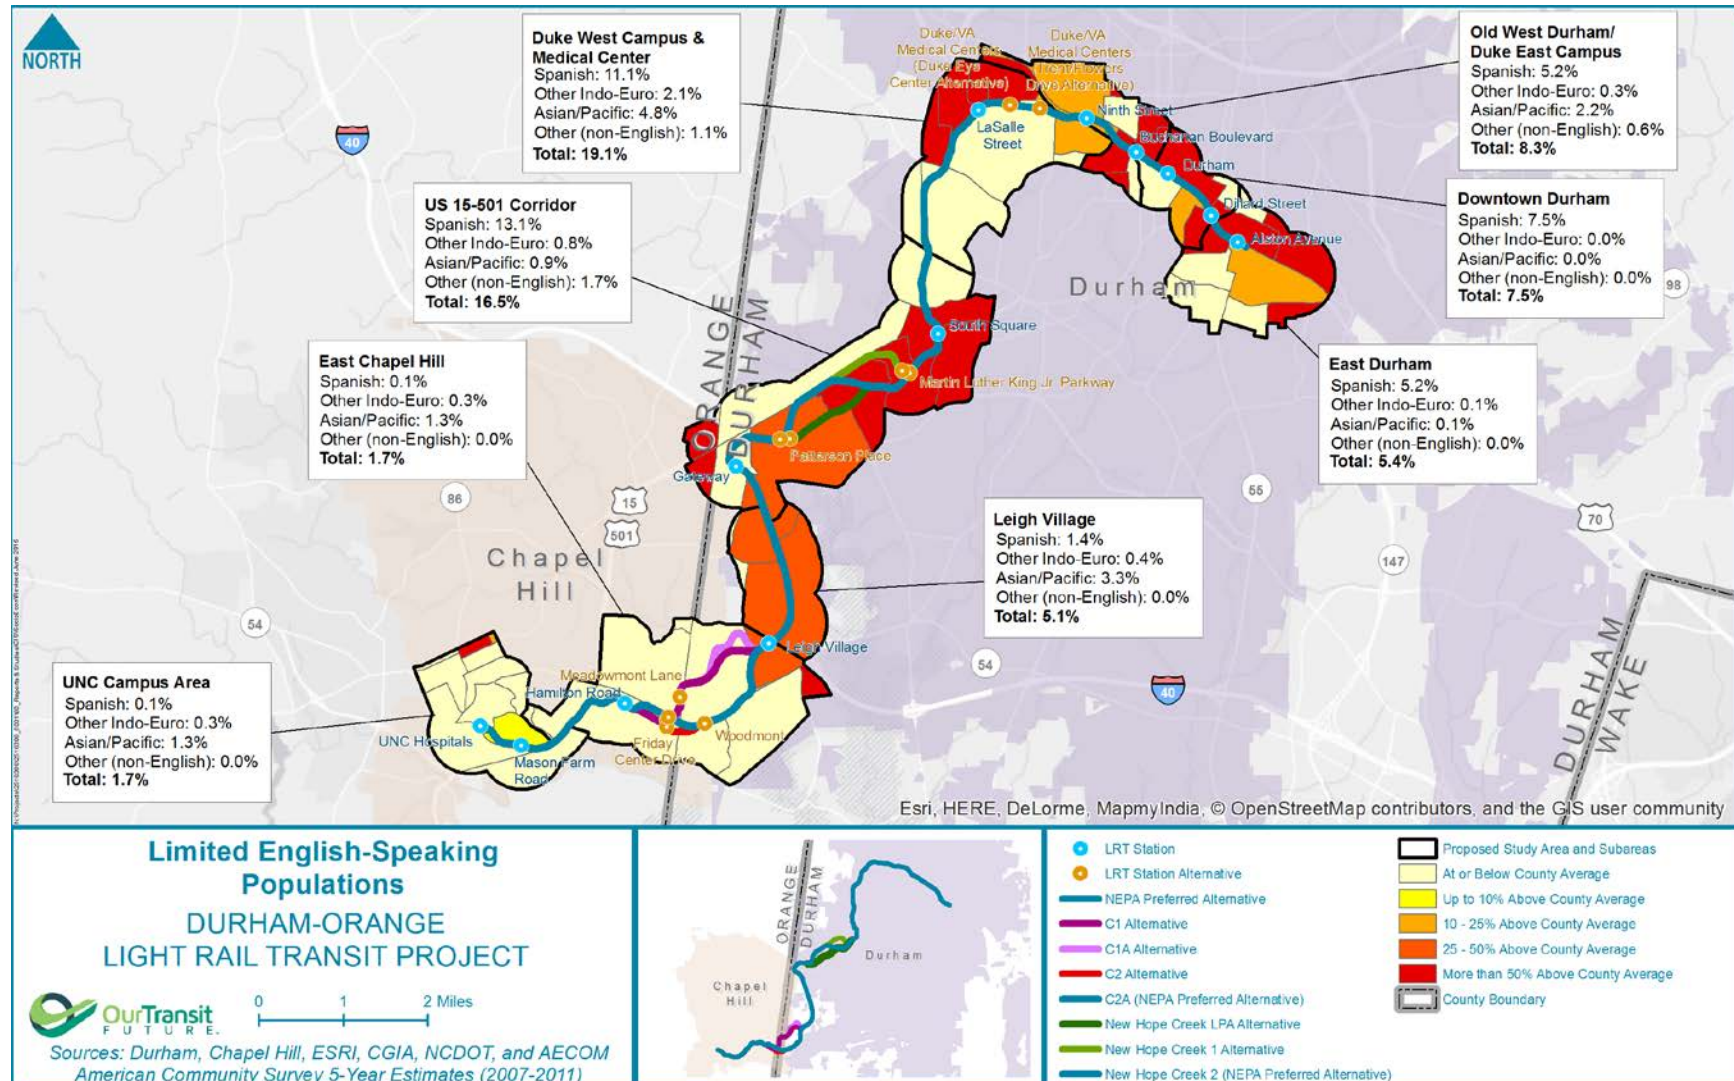 NORTH
Duke West Campus &
Medical Center
Spanish: 11.1%
Other Indo-Euro: 2.1%
Asian/Pacific: 4.8%
Other (non-English): 1.1%
Total: 19.1%
US 15-501 Corridor
Spanish: 13.1%
Other Indo-Euro: 0.8%
Asian/Pacific: 0.9%
Other (non-English): 1.7%
Total: 16.5%
East Chapel Hill
Spanish: 0.1%
Other Indo-Euro: 0.3%
Asian/Pacific: 1.3%
Other (non-English): 0.0%
Total: 1.7%
UNC Campus Area
Spanish: 0.1%
Other Indo-Euro: 0.3%
Asian/Pacific: 1.3%
Other (non-English): 0.0%
Total: 1.7%
Old West Durham/
Duke East Campus
Spanish: 5.2%
Other Indo-Euro: 0.3%
Asian/Pacific: 2.2%
Other (non-English): 0.6%
Total: 8.3%
Downtown Durham
Spanish: 7.5%
Other Indo-Euro: 0.0%
Asian/Pacific: 0.0%
Other (non-English): 0.0%
Total: 7.5%
East Durham
Spanish: 5.2%
Other Indo-Euro: 0.1%
Asian/Pacific: 0.1%
Other (non-English): 0.0%
Total: 5.4%
Leigh Village
Spanish: 1.4%
Other Indo-Euro: 0.4%
Asian/Pacific: 3.3%
Other (non-English): 0.0%
Total: 5.1%
Duke/VA
Medical Centers
(Duke Eye
Center Alternative)
Duke/VA
Medical Centers
(Trent/Flowers
Drive Alternative)
LaSalle
Street
Ninth Street
Buchanan Boulevard
Durham
Dillard Street
Alston Avenue
Durham
South Square
Martin Luther King Jr. Parkway
Patterson Place
Gateway
Leigh Village
Meadowmont Lane
Hamilton Road
Woodmont
Friday
Center Drive
UNC Hospitals
Mason Farm
Road
Chapel
Hill
ORANGE
DURHAM
DURHAM
WAKE
40
98
86
15
501
55
70
147
54
54
40
Esri, HERE, DeLorme, MapmyIndia, © OpenStreetMap contributors, and the GIS user community
Limited English-Speaking
Populations
DURHAM-ORANGE
LIGHT RAIL TRANSIT PROJECT
OurTransit
FUTURE.
0 1 2 Miles
Sources: Durham, Chapel Hill, ESRI, CGIA, NCDOT, and AECOM
American Community Survey 5-Year Estimates (2007-2011)
ORANGE
DURHAM
Durham
Chapel
Hill
LRT Station
LRT Station Alternative
NEPA Preferred Alternative
C1 Alternative
C1A Alternative
C2 Alternative
C2A (NEPA Preferred Alternative)
New Hope Creek LPA Alternative
New Hope Creek 1 Alternative
New Hope Creek 2 (NEPA Preferred Alternative)
Proposed Study Area and Subareas
At or Below County Average
Up to 10% Above County Average
10 - 25% Above County Average
25 - 50% Above County Average
More than 50% Above County Average
County Boundary